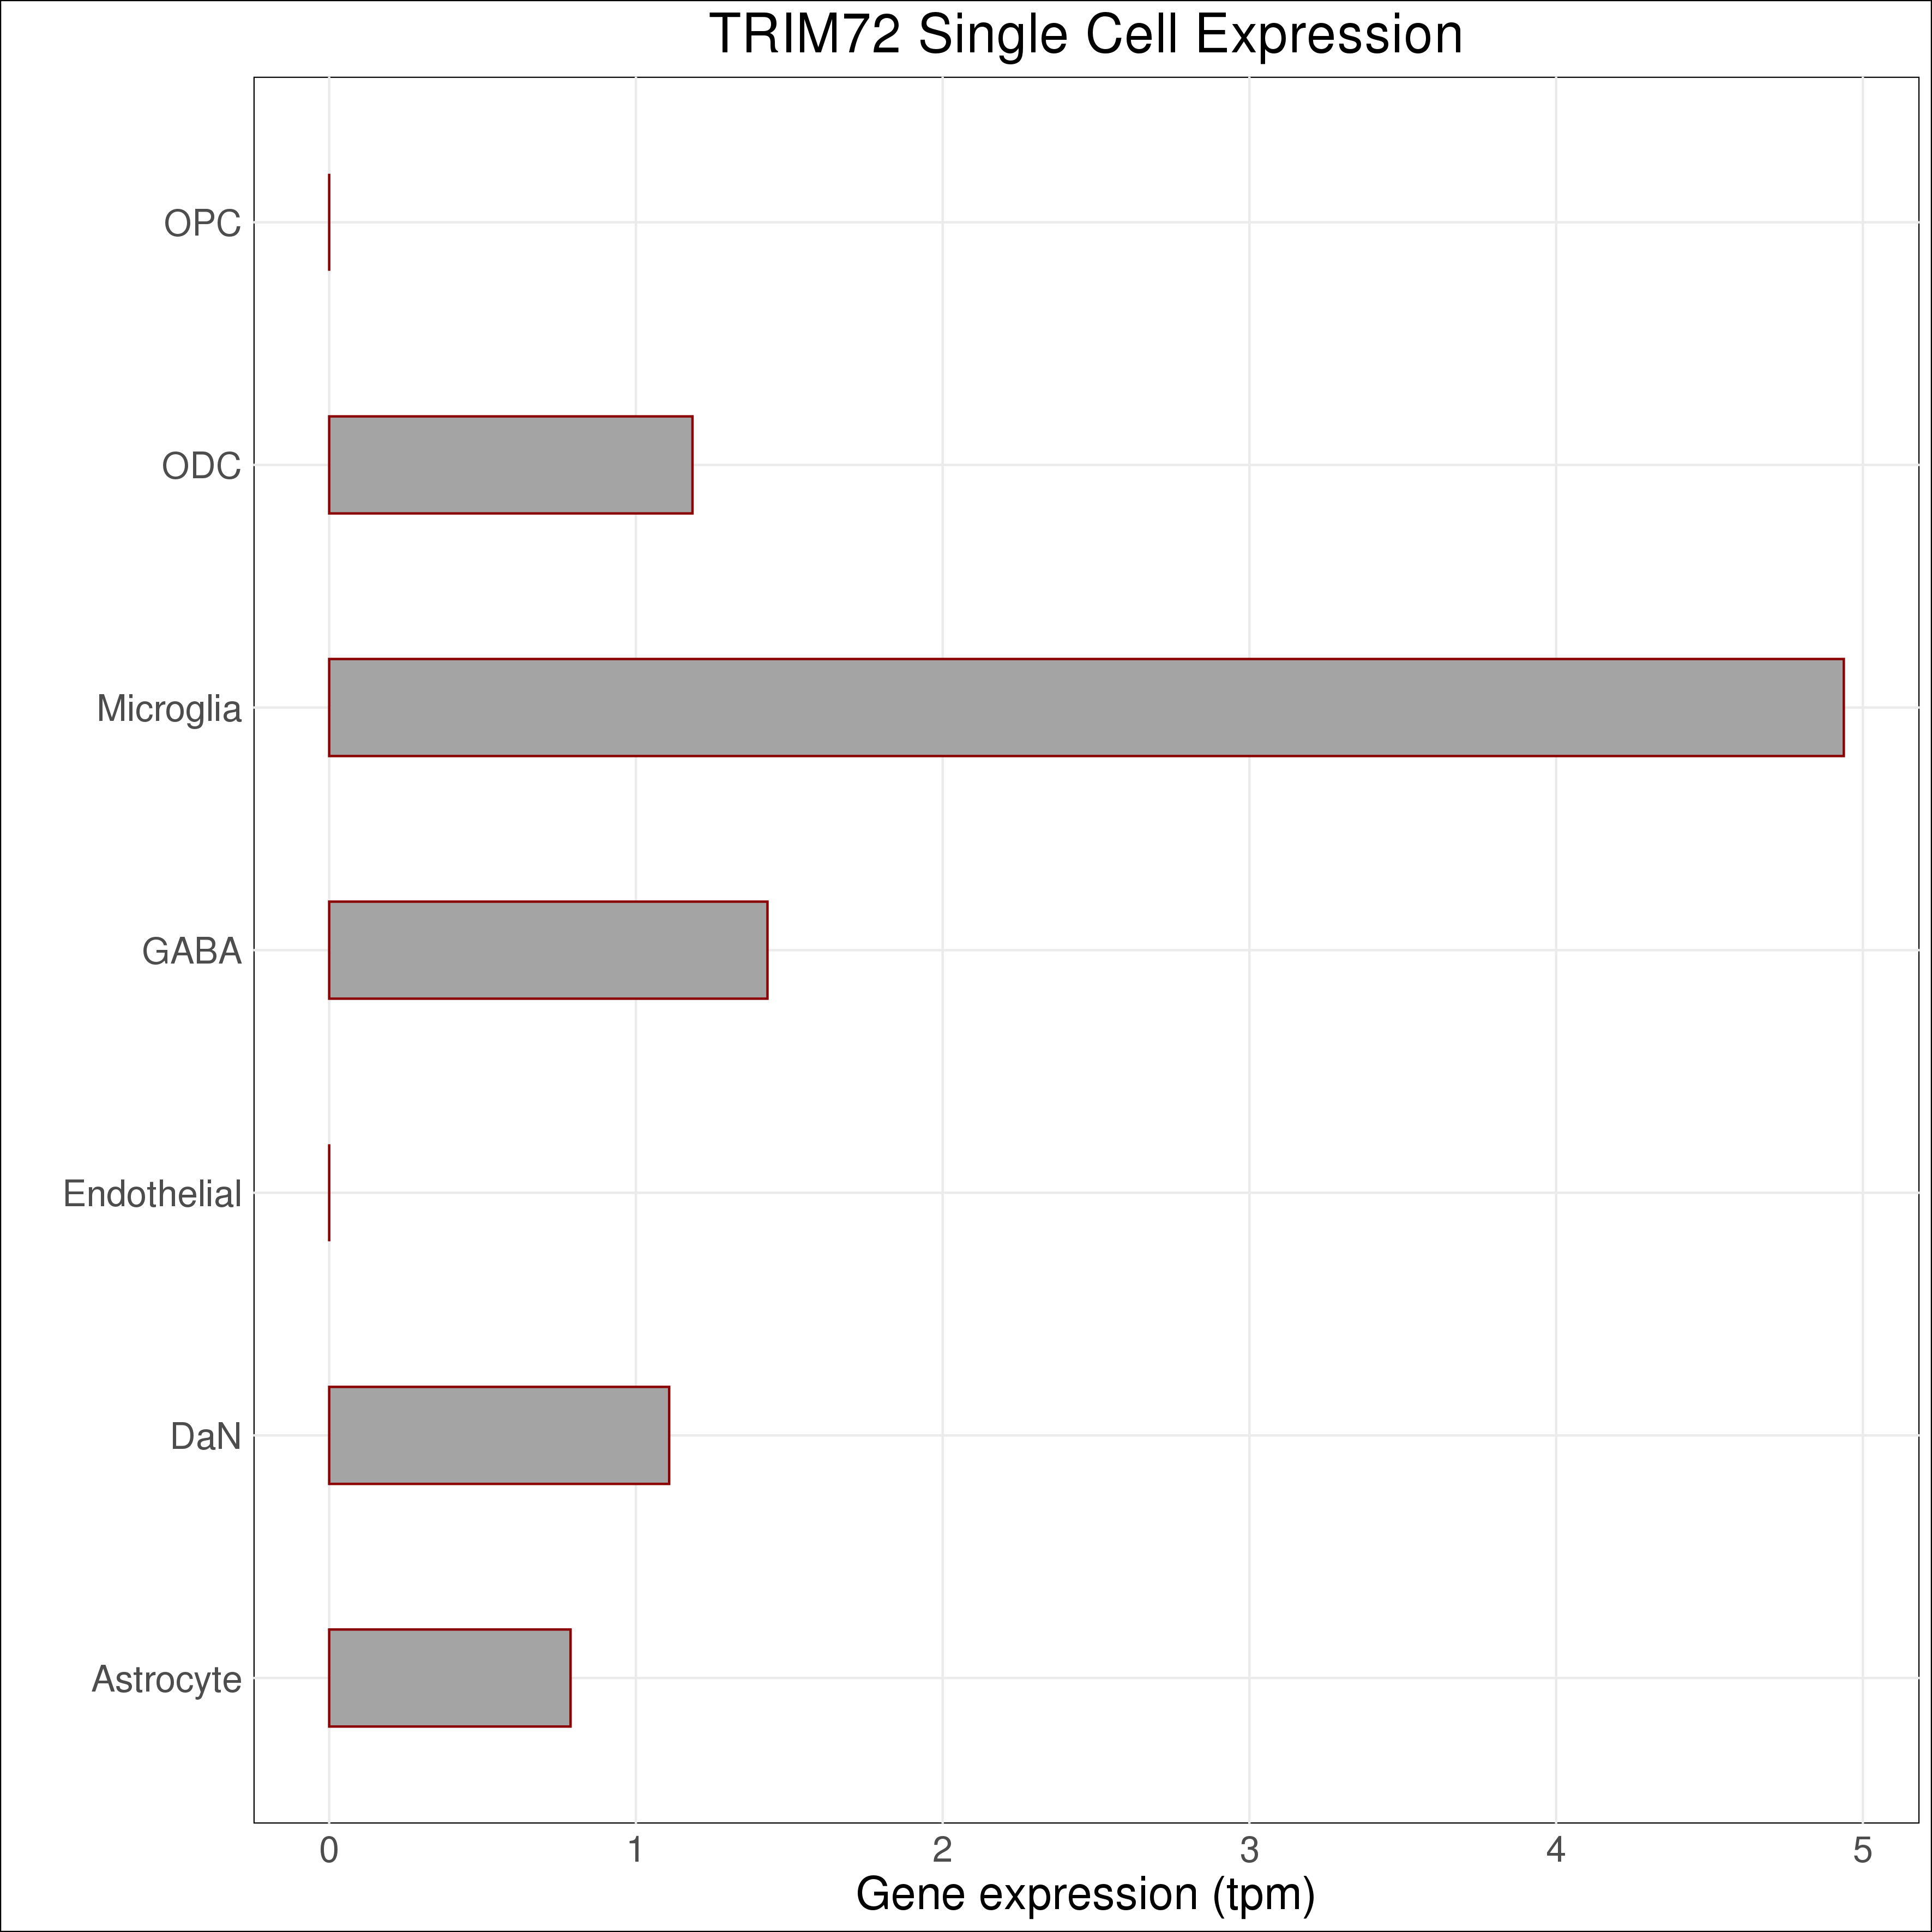 TRIM72 Single Cell Expression
OPC
ODC
Microglia
GABA
Endothelial
DaN
Astrocyte
0 1 2 3 4 5
Gene expression (tpm)